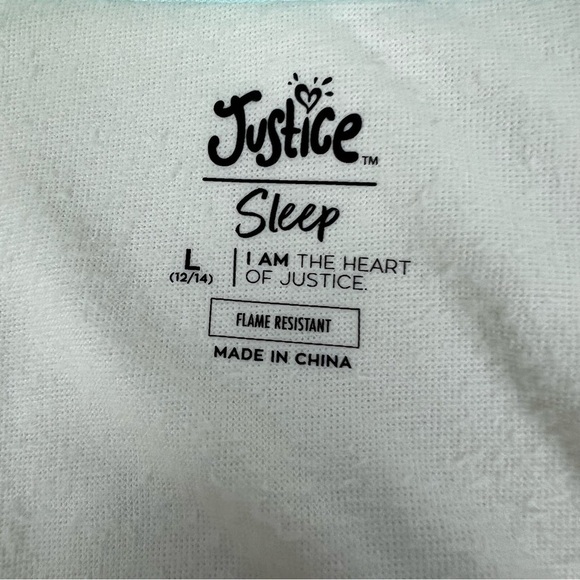 Justice™
Sleep
L
(12/14)
I AM THE HEART
OF JUSTICE.
FLAME RESISTANT
MADE IN CHINA